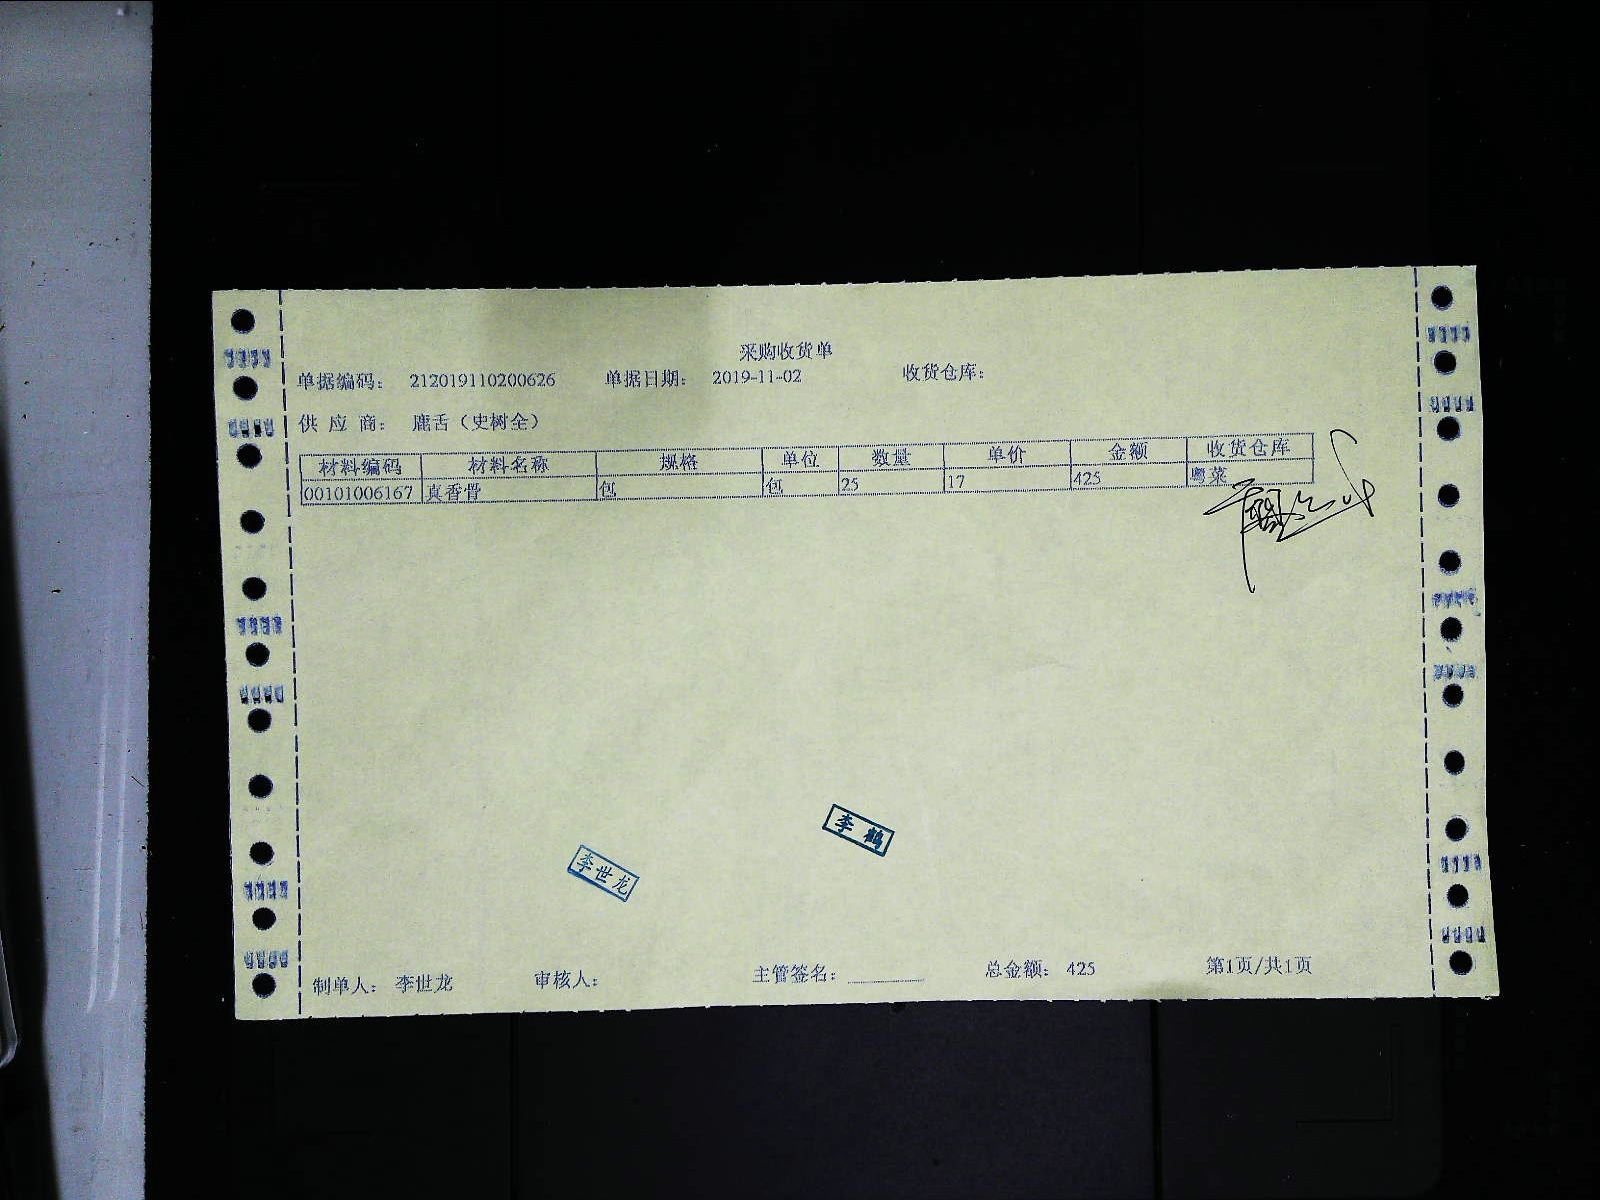 采购收货单
单据编码： 212019110200626 单据日期： 2019-11-02 收货仓库：
供 应 商： 鹿舌（史树全）
材料编码 材料名称 规格 单位 数量 单价 金额 收货仓库
00101006167 真香骨 包 包 25 17 425 粤菜
李鹤
李世龙
制单人： 李世龙 审核人： 主管签名： 总金额： 425 第1页/共1页